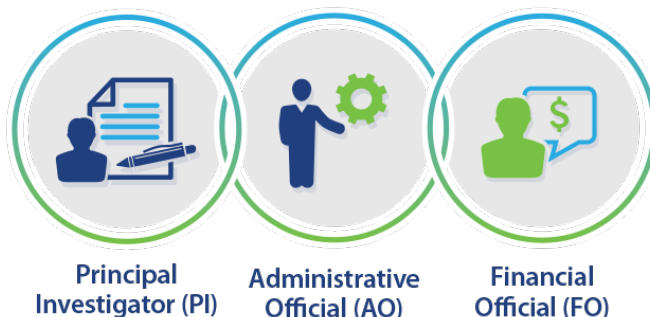 $
Principal
Investigator (PI)
Administrative
Official (AO)
Financial
Official (FO)